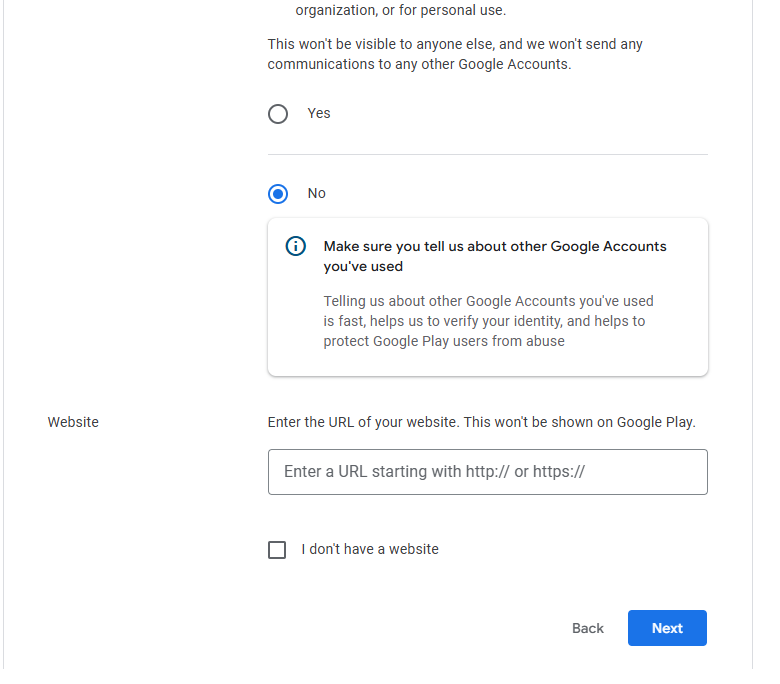 organization, or for personal use.
This won't be visible to anyone else, and we won't send any
communications to any other Google Accounts.
Yes
No
Make sure you tell us about other Google Accounts
you've used
Telling us about other Google Accounts you've used
is fast, helps us to verify your identity, and helps to
protect Google Play users from abuse
Website
Enter the URL of your website. This won't be shown on Google Play.
Enter a URL starting with http:// or https://
I don't have a website
Back
Next